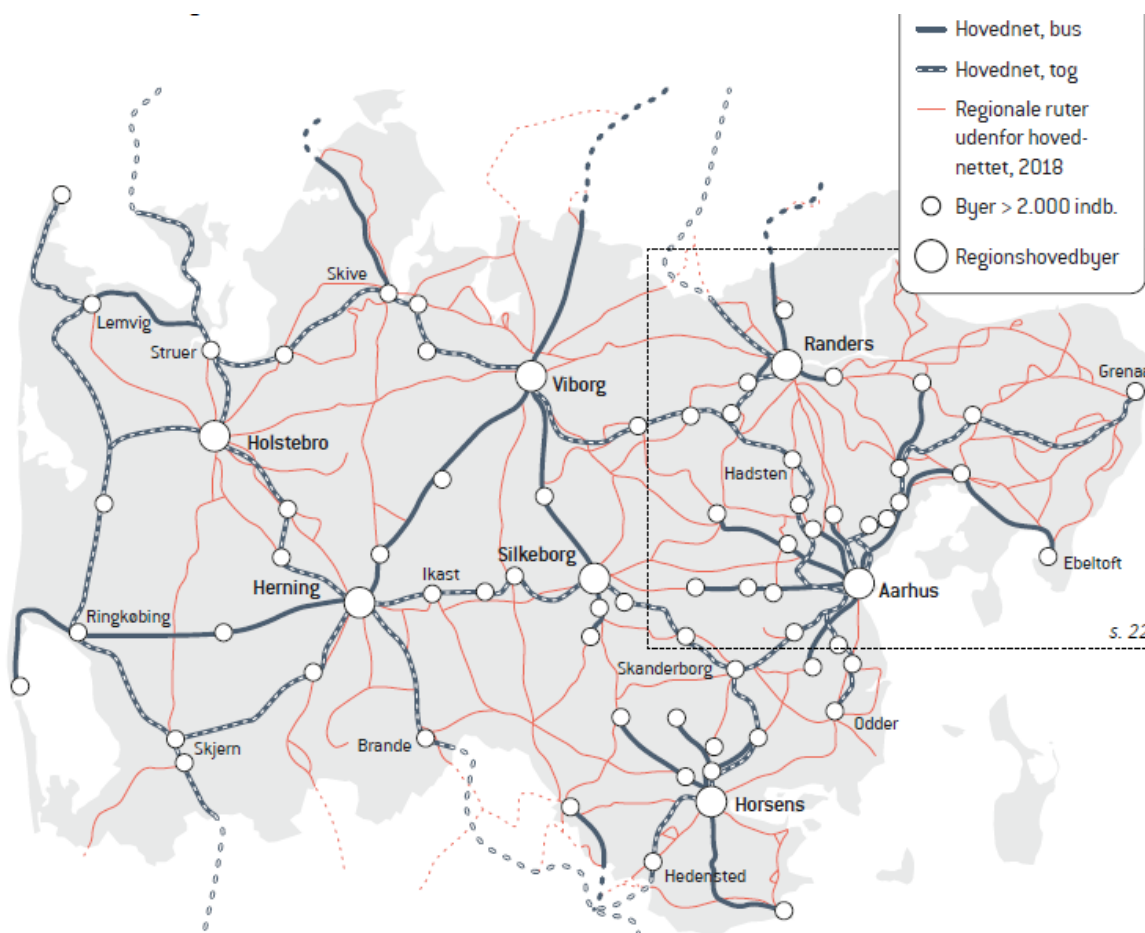 Hovednet, bus
Hovednet, tog
Regionale ruter
udenfor hoved-
nettet, 2018
Byer > 2.000 indb.
Regionshovedbyer
Skive
Lemvig
Struer
Randers
Viborg
Grenaa
Holstebro
Hadsten
Silkeborg
Ikast
Herning
Ebeltoft
Aarhus
Ringkøbing
s. 22
Skanderborg
Odder
Brande
Skjern
Horsens
Hedensted